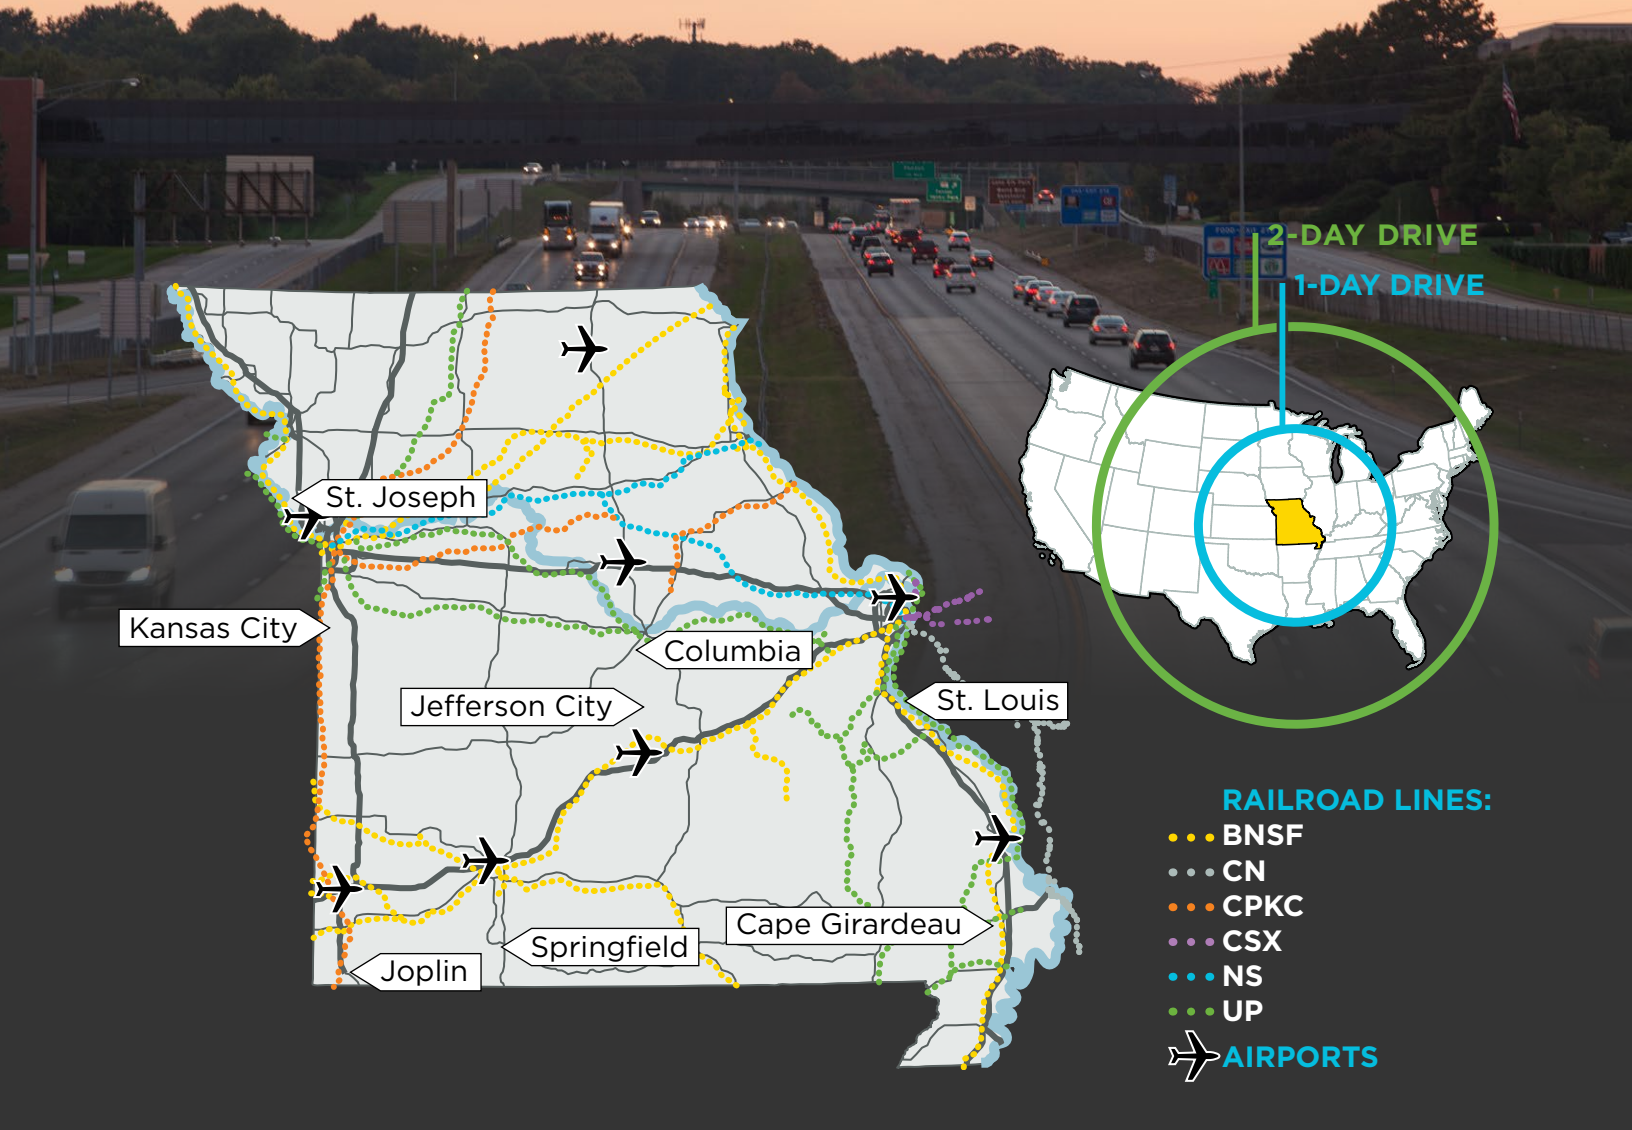 2-DAY DRIVE
1-DAY DRIVE
St. Joseph
Kansas City
Columbia
Jefferson City
St. Louis
Cape Girardeau
Springfield
Joplin
RAILROAD LINES:
BNSF
CN
CPKC
CSX
NS
UP
AIRPORTS